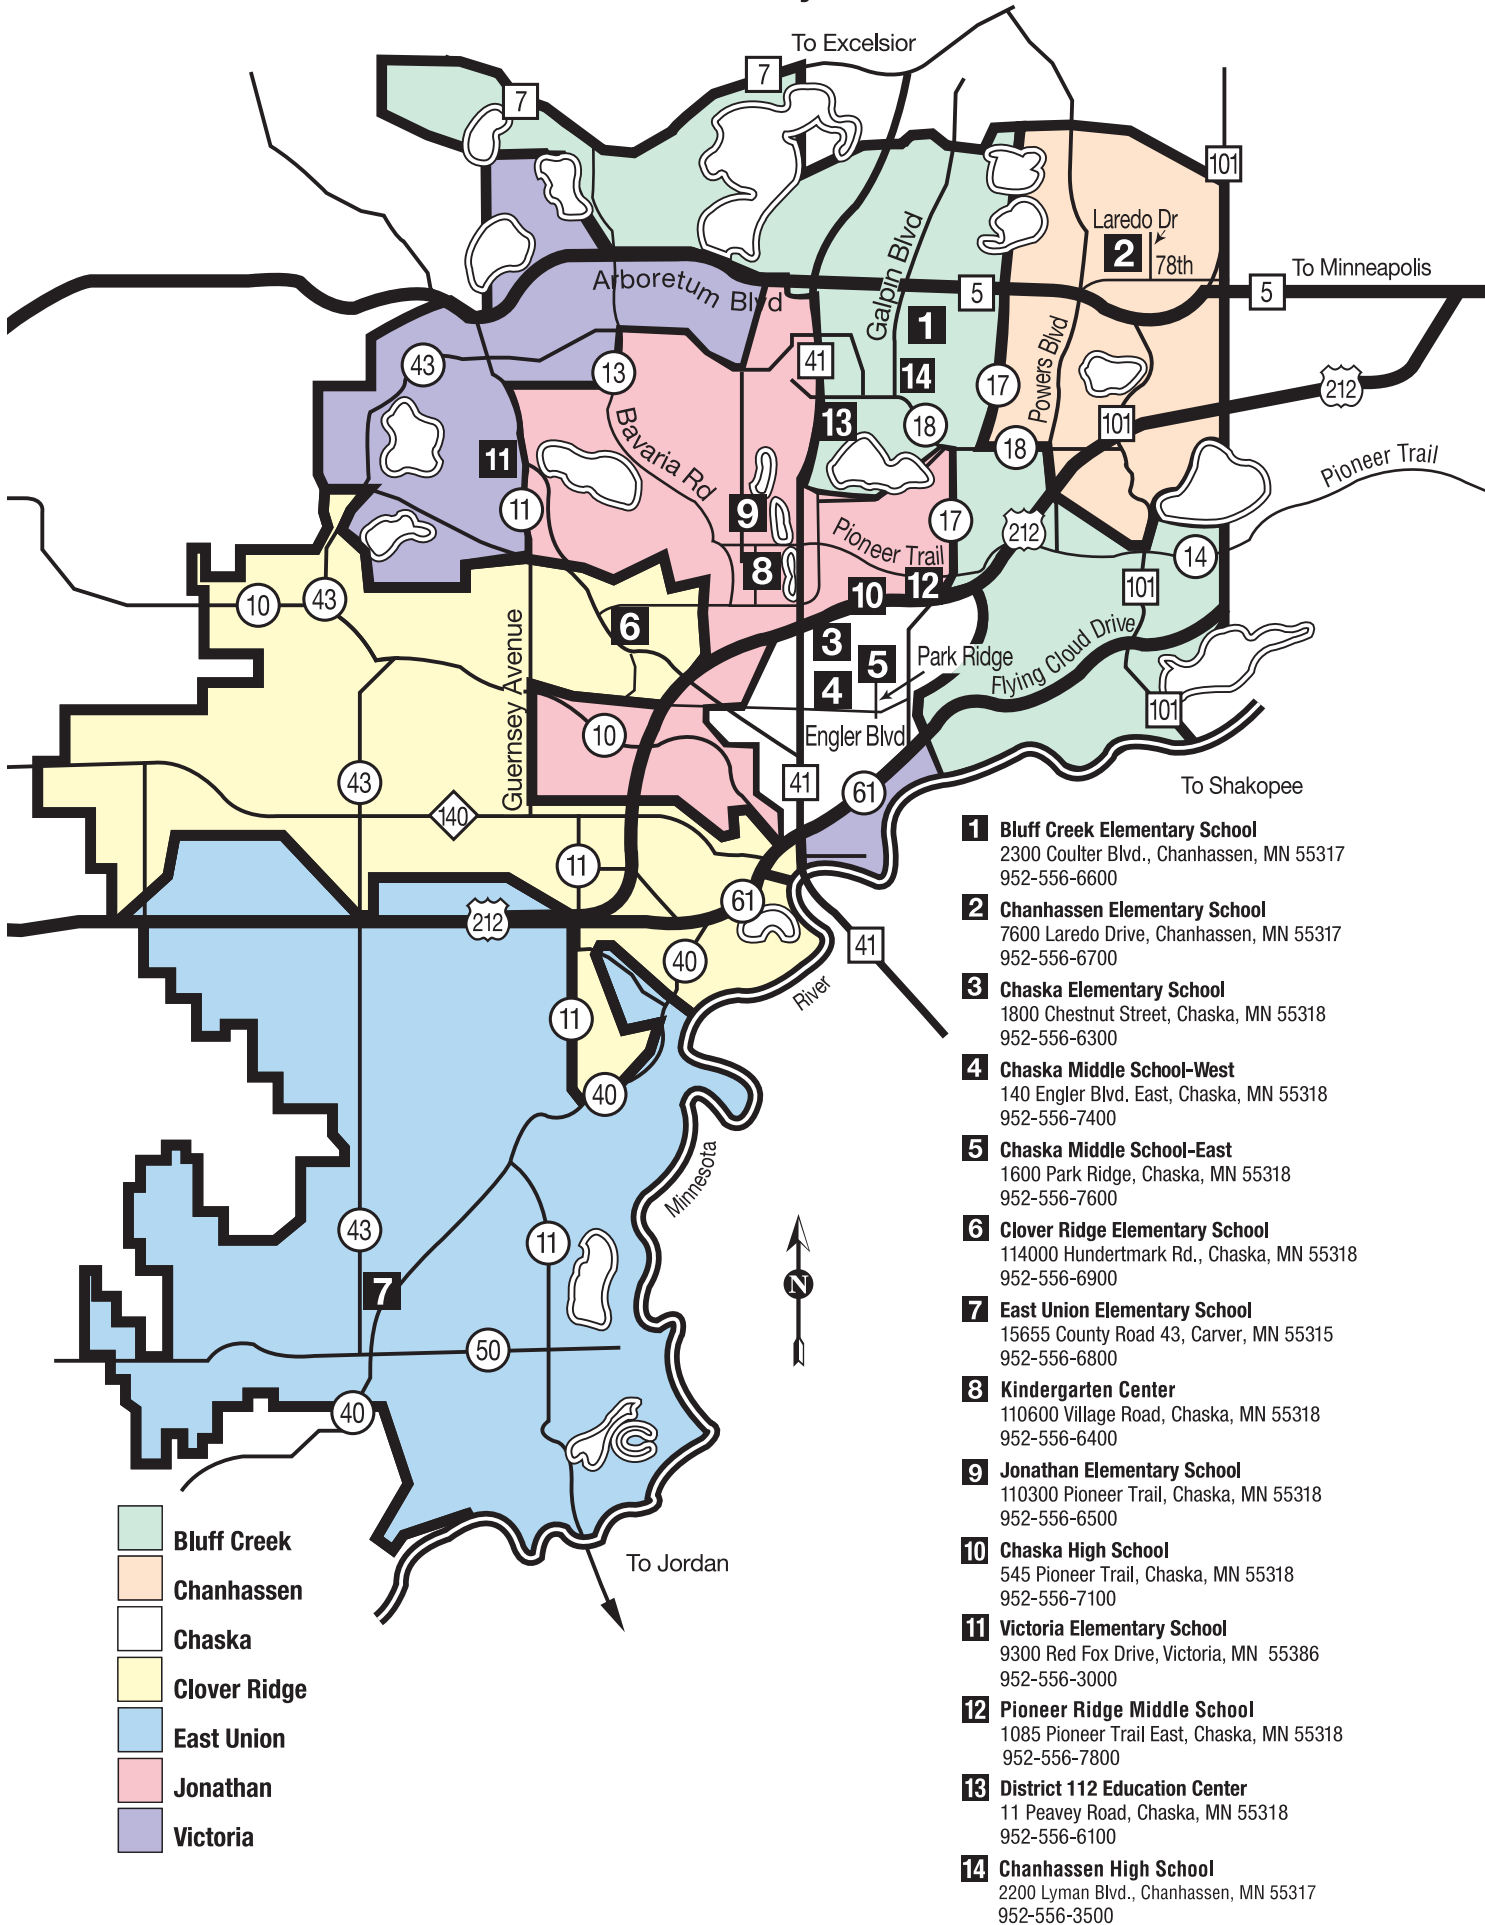 To Excelsior
7
7
101
Laredo Dr
2
78th
Galpin Blvd
To Minneapolis
Arboretum Blvd
5
5
1
43
13
41
14
17
Powers Blvd
212
13
18
101
18
Bavaria Rd
11
Pioneer Trail
9
11
17
212
Pioneer Trail
14
8
12
101
10
43
10
6
3
Flying Cloud Drive
5
Park Ridge
4
Guernsey Avenue
101
10
Engler Blvd
43
41
61
To Shakopee
140
11
61
212
41
40
River
11
40
Minnesota
43
11
N
7
50
40
To Jordan
Bluff Creek
Chanhassen
Chaska
Clover Ridge
East Union
Jonathan
Victoria
1 Bluff Creek Elementary School
2300 Coulter Blvd., Chanhassen, MN 55317
952-556-6600
2 Chanhassen Elementary School
7600 Laredo Drive, Chanhassen, MN 55317
952-556-6700
3 Chaska Elementary School
1800 Chestnut Street, Chaska, MN 55318
952-556-6300
4 Chaska Middle School-West
140 Engler Blvd. East, Chaska, MN 55318
952-556-7400
5 Chaska Middle School-East
1600 Park Ridge, Chaska, MN 55318
952-556-7600
6 Clover Ridge Elementary School
114000 Hundertmark Rd., Chaska, MN 55318
952-556-6900
7 East Union Elementary School
15655 County Road 43, Carver, MN 55315
952-556-6800
8 Kindergarten Center
110600 Village Road, Chaska, MN 55318
952-556-6400
9 Jonathan Elementary School
110300 Pioneer Trail, Chaska, MN 55318
952-556-6500
10 Chaska High School
545 Pioneer Trail, Chaska, MN 55318
952-556-7100
11 Victoria Elementary School
9300 Red Fox Drive, Victoria, MN 55386
952-556-3000
12 Pioneer Ridge Middle School
1085 Pioneer Trail East, Chaska, MN 55318
952-556-7800
13 District 112 Education Center
11 Peavey Road, Chaska, MN 55318
952-556-6100
14 Chanhassen High School
2200 Lyman Blvd., Chanhassen, MN 55317
952-556-3500